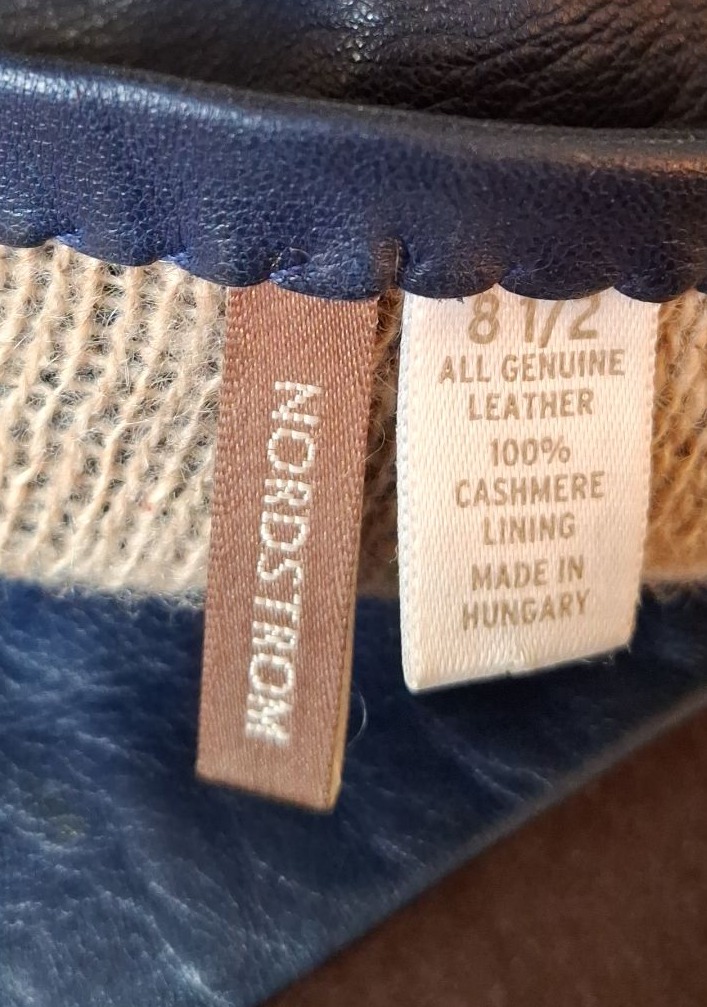 NORDSTROM
8 1/2
ALL GENUINE
LEATHER
100%
CASHMERE
LINING
MADE IN
HUNGARY